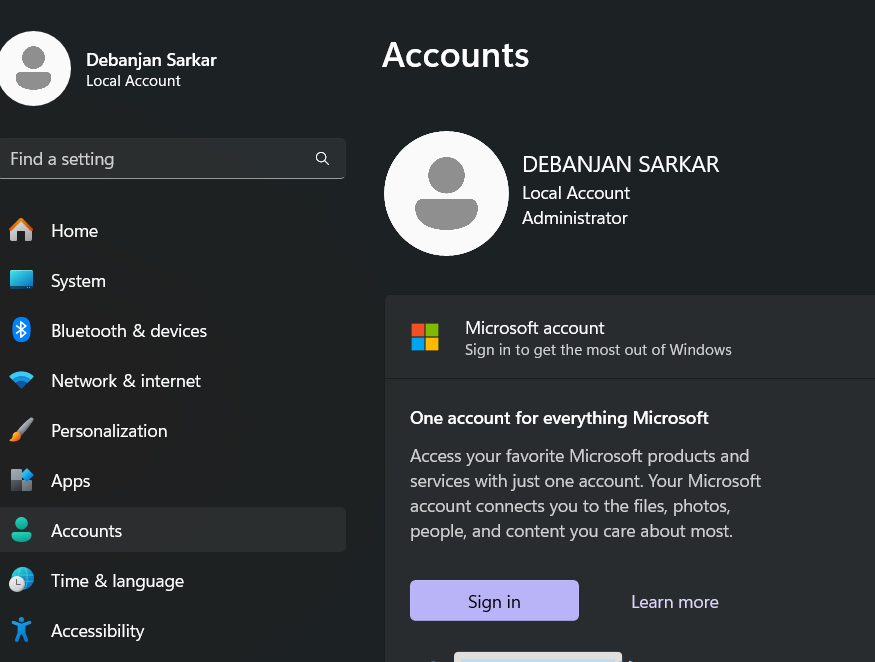 Debanjan Sarkar
Local Account
Find a setting
Home
System
Bluetooth & devices
Network & internet
Personalization
Apps
Accounts
Time & language
Accessibility
Accounts
DEBANJAN SARKAR
Local Account
Administrator
Microsoft account
Sign in to get the most out of Windows
One account for everything Microsoft
Access your favorite Microsoft products and
services with just one account. Your Microsoft
account connects you to the files, photos,
people, and content you care about most.
Sign in
Learn more